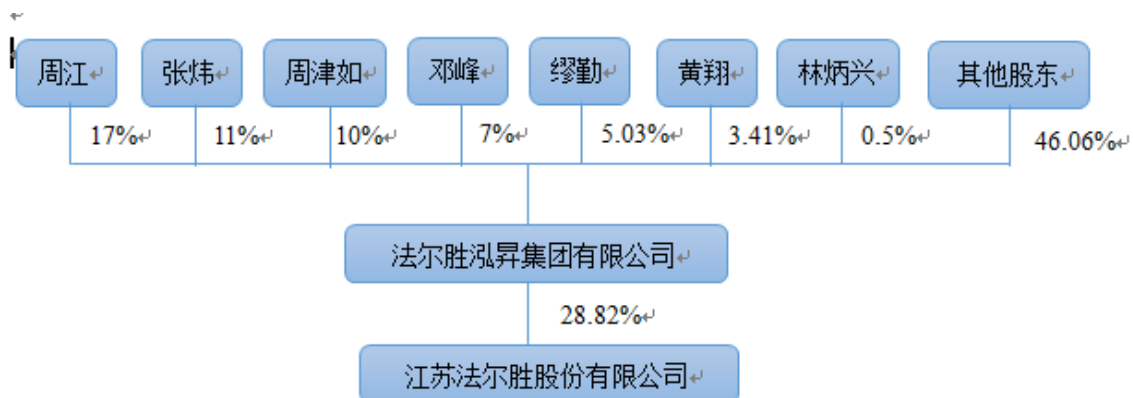 周江
张炜
周津如
邓峰
缪勤
黄翔
林炳兴
其他股东
17%
11%
10%
7%
5.03%
3.41%
0.5%
46.06%
法尔胜泓昇集团有限公司
28.82%
江苏法尔胜股份有限公司